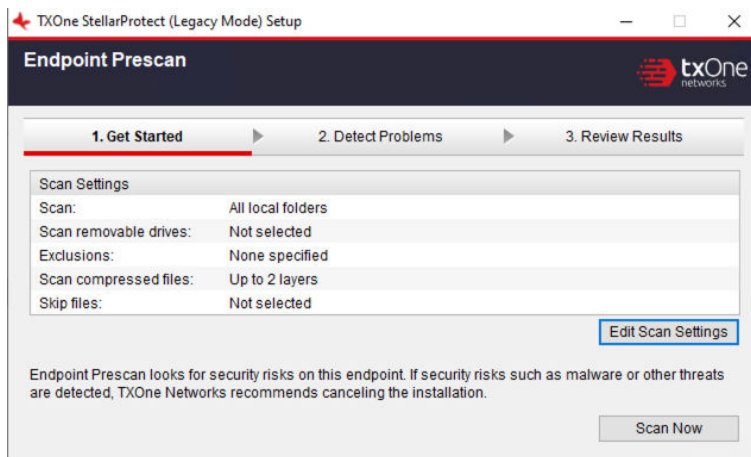 TXOne StellarProtect (Legacy Mode) Setup
Endpoint Prescan
txOne
networks
1. Get Started
2. Detect Problems
3. Review Results
Scan Settings
Scan: All local folders
Scan removable drives: Not selected
Exclusions: None specified
Scan compressed files: Up to 2 layers
Skip files: Not selected
Edit Scan Settings
Endpoint Prescan looks for security risks on this endpoint. If security risks such as malware or other threats
are detected, TXOne Networks recommends canceling the installation.
Scan Now